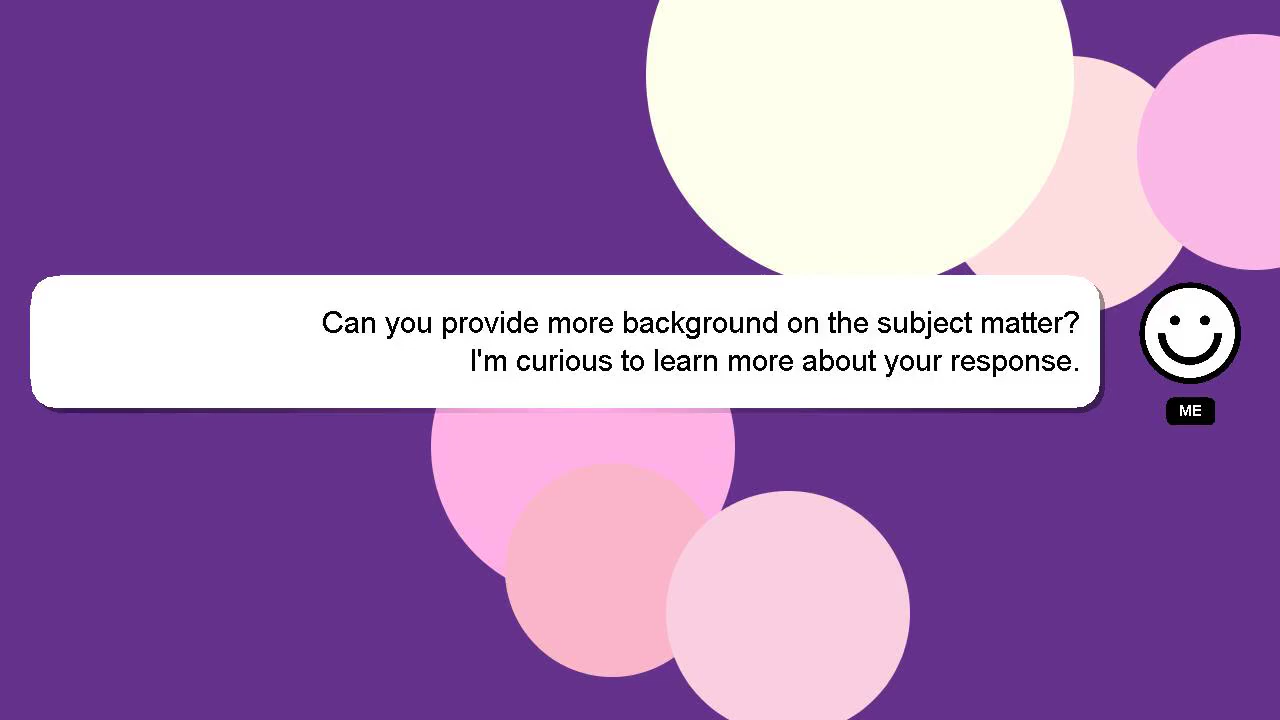 Can you provide more background on the subject matter?
I'm curious to learn more about your response.
ME